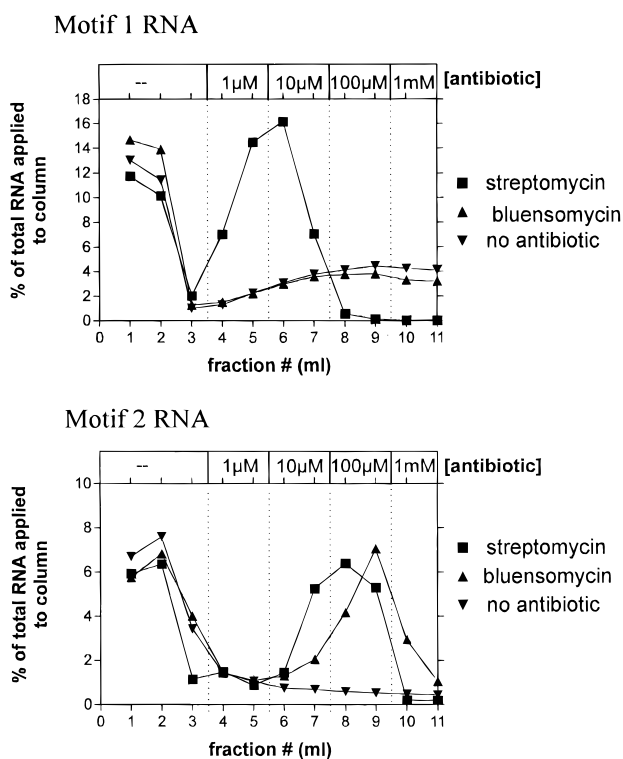 Motif 1 RNA
-- 1µM 10µM 100µM 1mM [antibiotic]
18
16
14
12
10
8
6
4
2
0
% of total RNA applied
to column
streptomycin
bluensomycin
no antibiotic
0 1 2 3 4 5 6 7 8 9 10 11
fraction # (ml)
Motif 2 RNA
-- 1µM 10µM 100µM 1mM [antibiotic]
10
8
6
4
2
0
% of total RNA applied
to column
streptomycin
bluensomycin
no antibiotic
0 1 2 3 4 5 6 7 8 9 10 11
fraction # (ml)